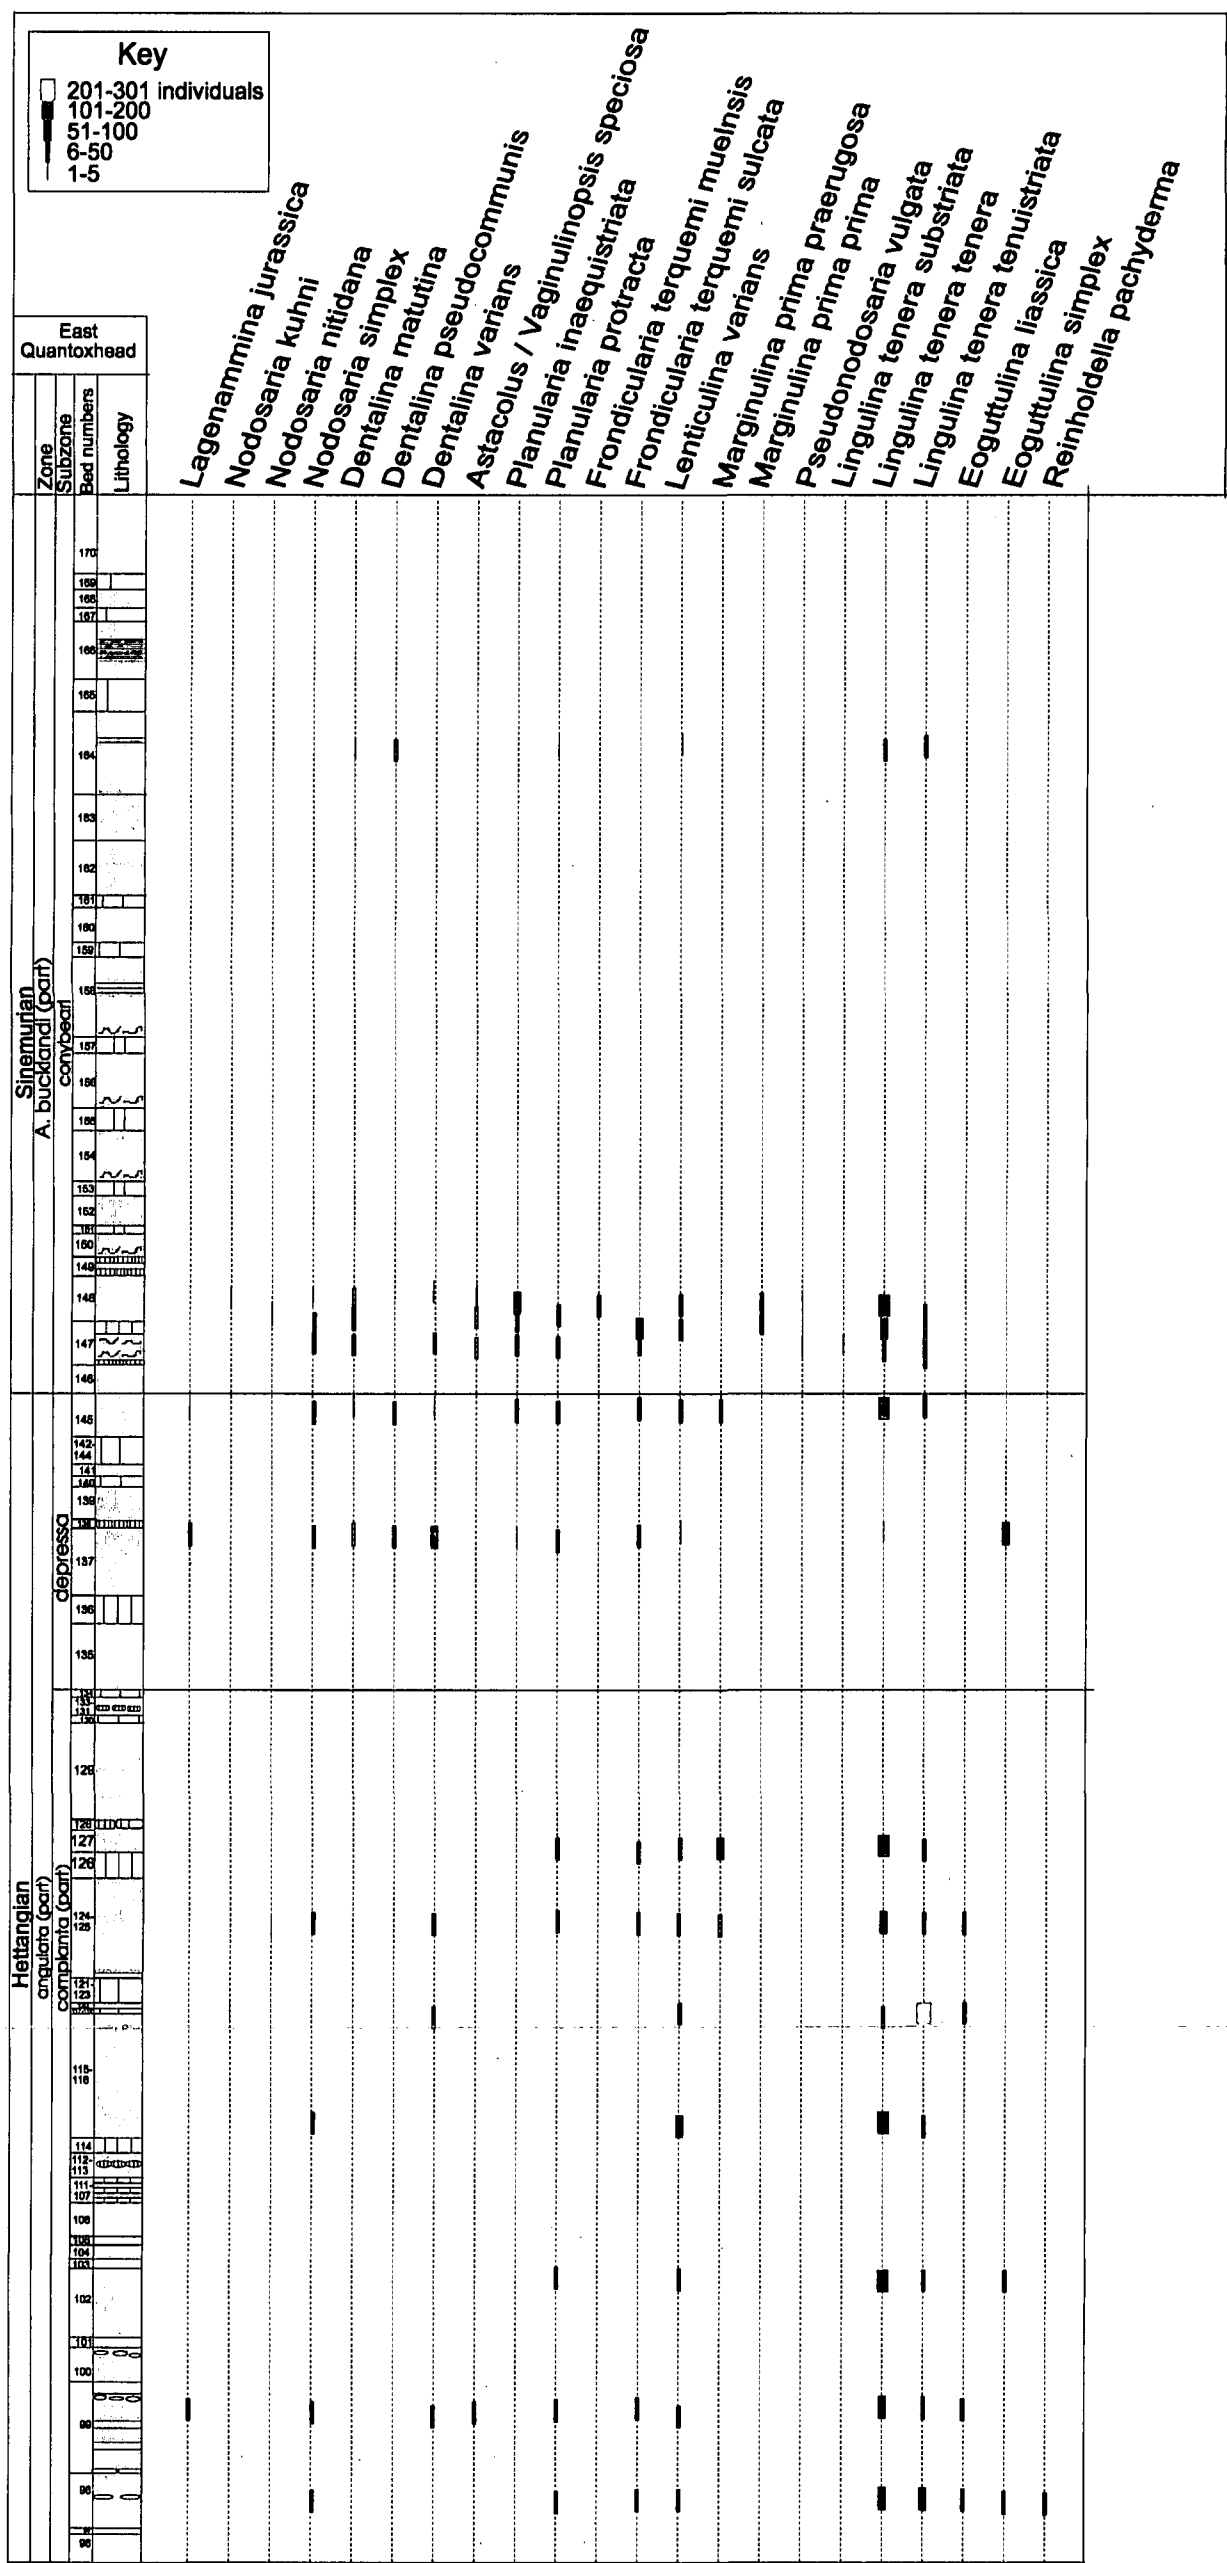 Key
201-301 individuals
101-200
51-100
6-50
1-5
Lagenammina jurassica
Nodosaria kuhni
Nodosaria nitidana
Nodosaria simplex
Dentalina matutina
Dentalina pseudocommunis
Dentalina varians
Astacolus / Vaginulinopsis speciosa
Planularia inaequistriata
Planularia protracta
Frondicularia terquemi muelnsis
Frondicularia terquemi sulcata
Lenticulina varians
Marginulina prima praerugosa
Marginulina prima prima
Pseudonodosaria vulgata
Lingulina tenera substriata
Lingulina tenera tenera
Lingulina tenera tenuistriata
Eoguttulina liassica
Eoguttulina simplex
Reinholdella pachyderma
East
Quantoxhead
Zone
Subzone
Bed numbers
Lithology
170
169
168
167
166
165
164
163
162
161
160
159
158
157
156
155
154
153
152
151
150
149
148
147
146
145
142-
144
141
140
139
137
136
135
134
133-
131
130
129
128
127
126
124-
125
121-
123
115-
118
114
112-
113
111-
107
106
105
104
103
102
101
100
99
98
95
Sinemurian
A. bucklandi (part)
conybeari
depressa
Hettangian
angulata (part)
complanta (part)